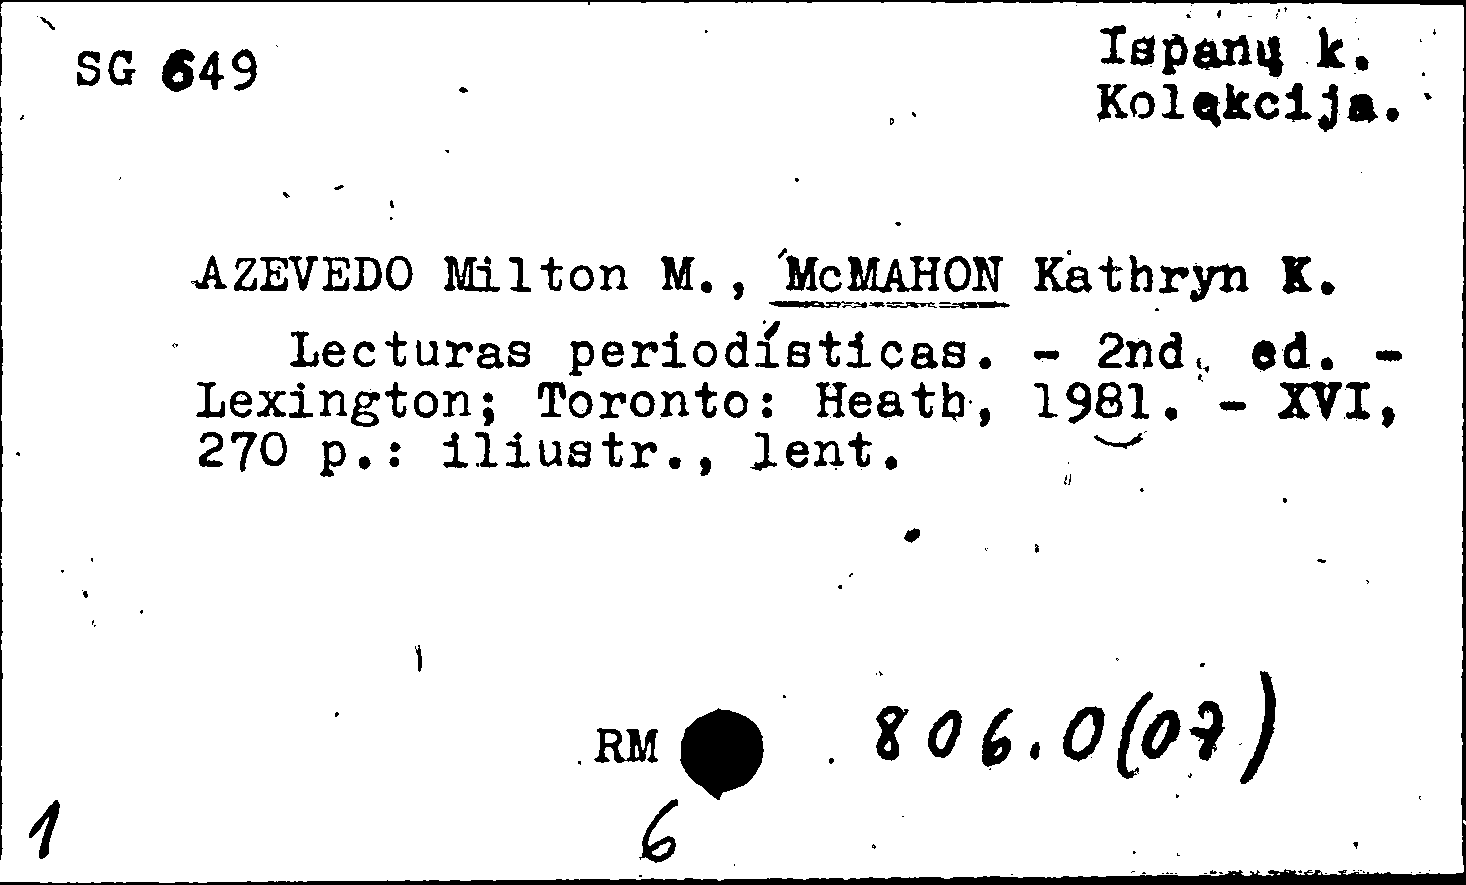 SG 649
Ispanų k.
Kolekcija.
AZEVEDO Milton M., McMAHON Kathryn K.
Lecturas periodísticas. - 2nd. ed. -
Lexington; Toronto: Heath, 1981. - XVI,
270 p.: iliustr., lent.
RM
806.0(07)
1
6